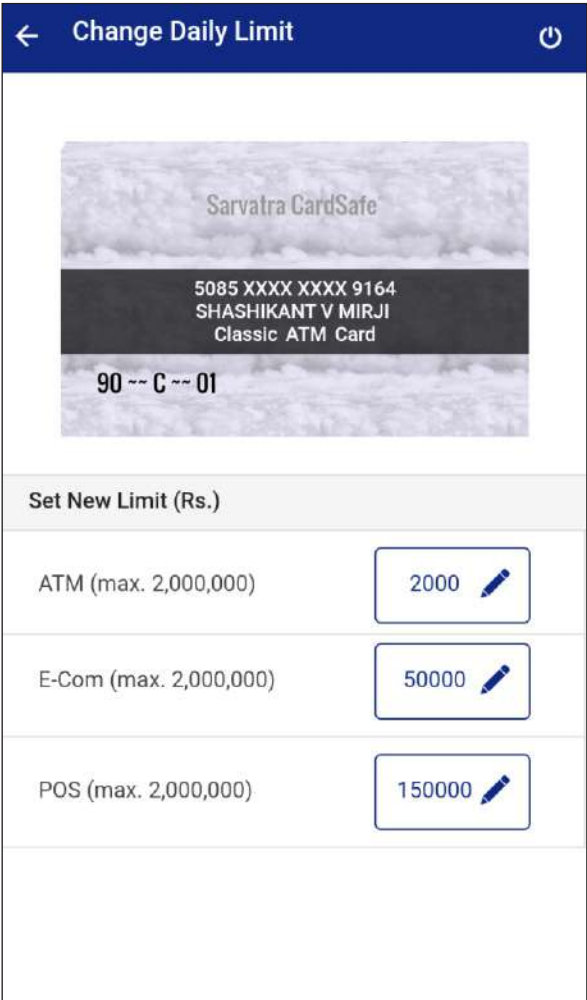 Change Daily Limit
Sarvatra CardSafe
5085 XXXX XXXX 9164
SHASHIKANT V MIRJI
Classic ATM Card
90 ~~ C ~~ 01
Set New Limit (Rs.)
ATM (max. 2,000,000) 2000
E-Com (max. 2,000,000) 50000
POS (max. 2,000,000) 150000